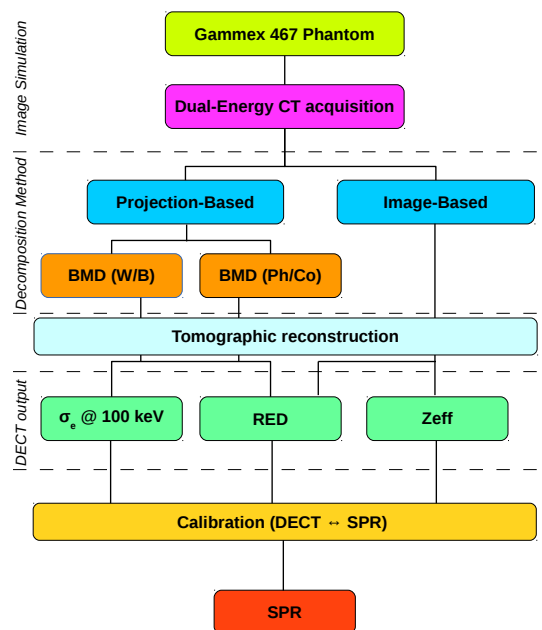 Image Simulation
Gammex 467 Phantom
Dual-Energy CT acquisition
Decomposition Method
Projection-Based
Image-Based
BMD (W/B)
BMD (Ph/Co)
Tomographic reconstruction
DECT output
σe @ 100 keV
RED
Zeff
Calibration (DECT ↔ SPR)
SPR